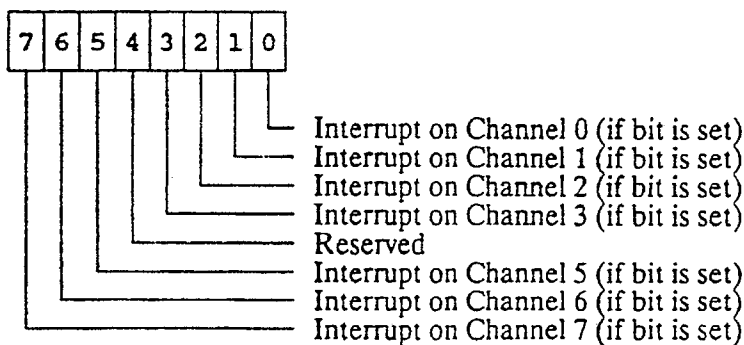 7 6 5 4 3 2 1 0
Interrupt on Channel 0 (if bit is set)
Interrupt on Channel 1 (if bit is set)
Interrupt on Channel 2 (if bit is set)
Interrupt on Channel 3 (if bit is set)
Reserved
Interrupt on Channel 5 (if bit is set)
Interrupt on Channel 6 (if bit is set)
Interrupt on Channel 7 (if bit is set)